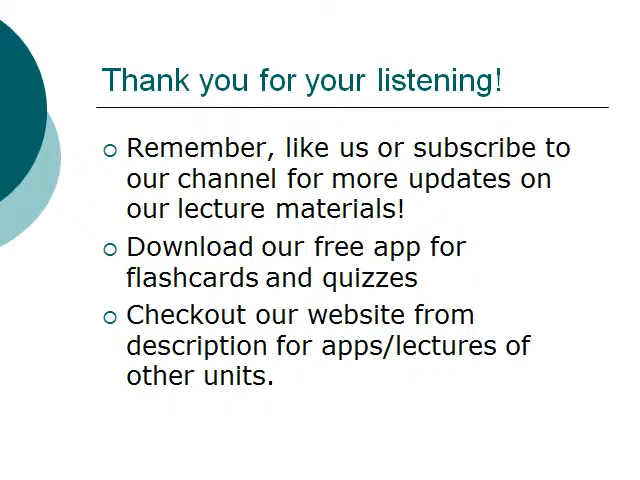 Thank you for your listening!
Remember, like us or subscribe to
our channel for more updates on
our lecture materials!
Download our free app for
flashcards and quizzes
Checkout our website from
description for apps/lectures of
other units.